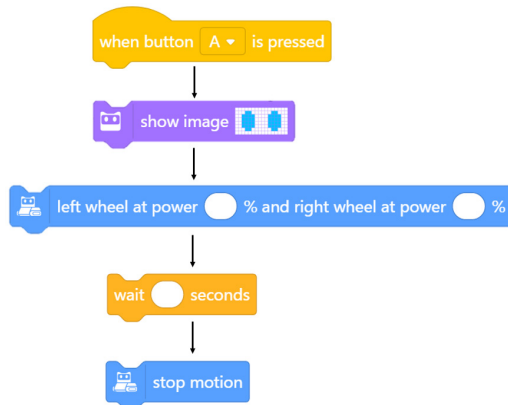 when button A is pressed
show image
left wheel at power % and right wheel at power %
wait seconds
stop motion